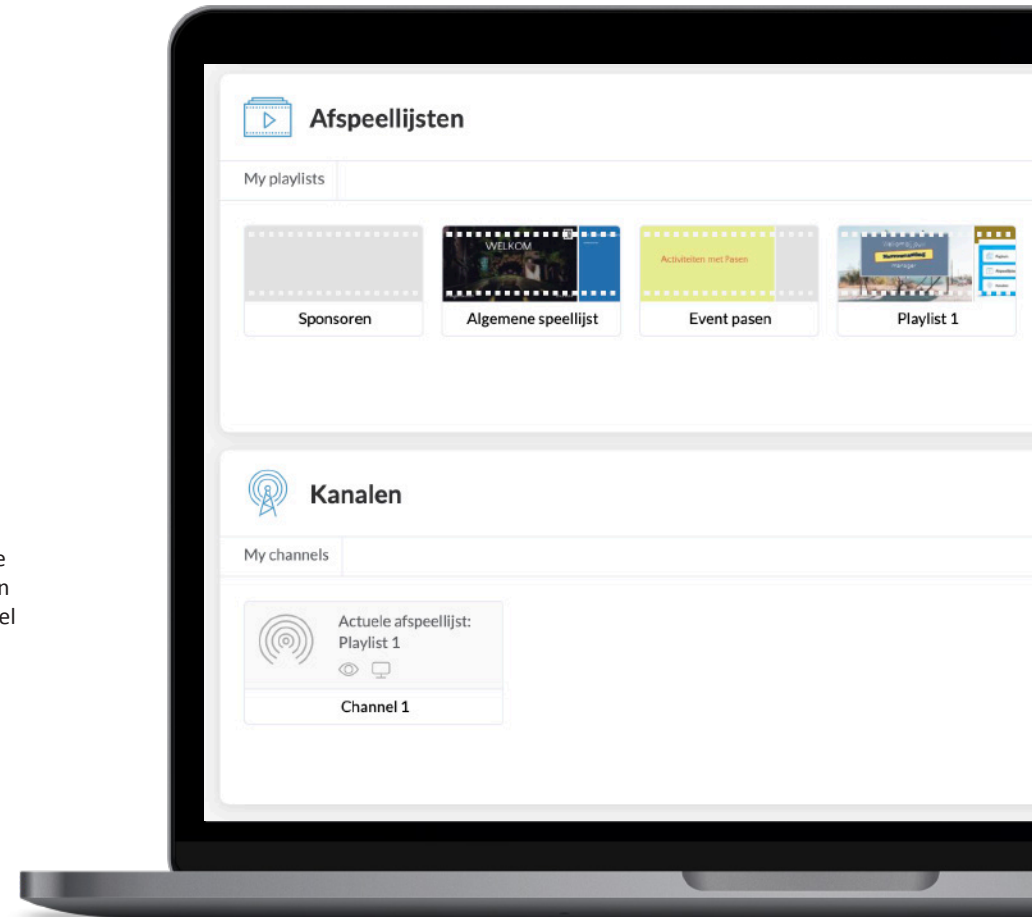 Afspeellijsten
My playlists
WELKOM
Activiteiten met Pasen
Sponsoren
Algemene speellijst
Event pasen
Playlist 1
Kanalen
My channels
e
n
el
Actuele afspeellijst:
Playlist 1
Channel 1